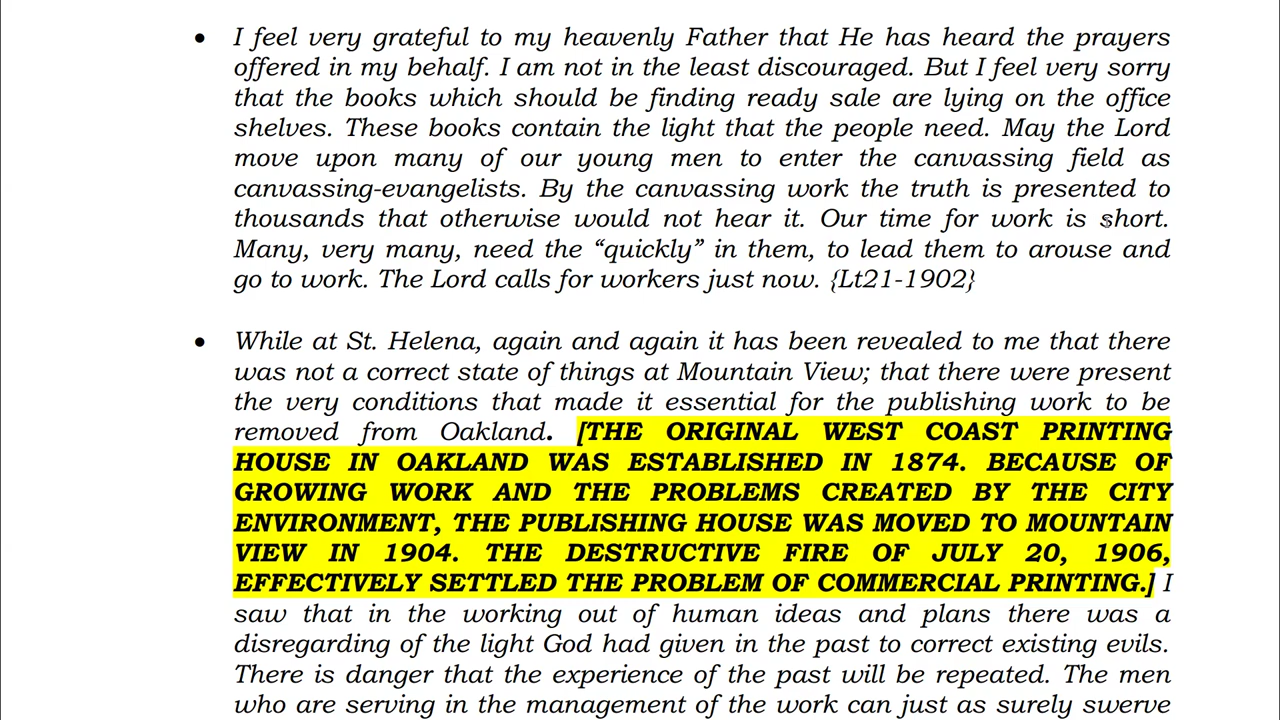 • I feel very grateful to my heavenly Father that He has heard the prayers
offered in my behalf. I am not in the least discouraged. But I feel very sorry
that the books which should be finding ready sale are lying on the office
shelves. These books contain the light that the people need. May the Lord
move upon many of our young men to enter the canvassing field as
canvassing-evangelists. By the canvassing work the truth is presented to
thousands that otherwise would not hear it. Our time for work is short.
Many, very many, need the “quickly” in them, to lead them to arouse and
go to work. The Lord calls for workers just now. {Lt21-1902}
• While at St. Helena, again and again it has been revealed to me that there
was not a correct state of things at Mountain View; that there were present
the very conditions that made it essential for the publishing work to be
removed from Oakland. [THE ORIGINAL WEST COAST PRINTING
HOUSE IN OAKLAND WAS ESTABLISHED IN 1874. BECAUSE OF
GROWING WORK AND THE PROBLEMS CREATED BY THE CITY
ENVIRONMENT, THE PUBLISHING HOUSE WAS MOVED TO MOUNTAIN
VIEW IN 1904. THE DESTRUCTIVE FIRE OF JULY 20, 1906,
EFFECTIVELY SETTLED THE PROBLEM OF COMMERCIAL PRINTING.] I
saw that in the working out of human ideas and plans there was a
disregarding of the light God had given in the past to correct existing evils.
There is danger that the experience of the past will be repeated. The men
who are serving in the management of the work can just as surely swerve